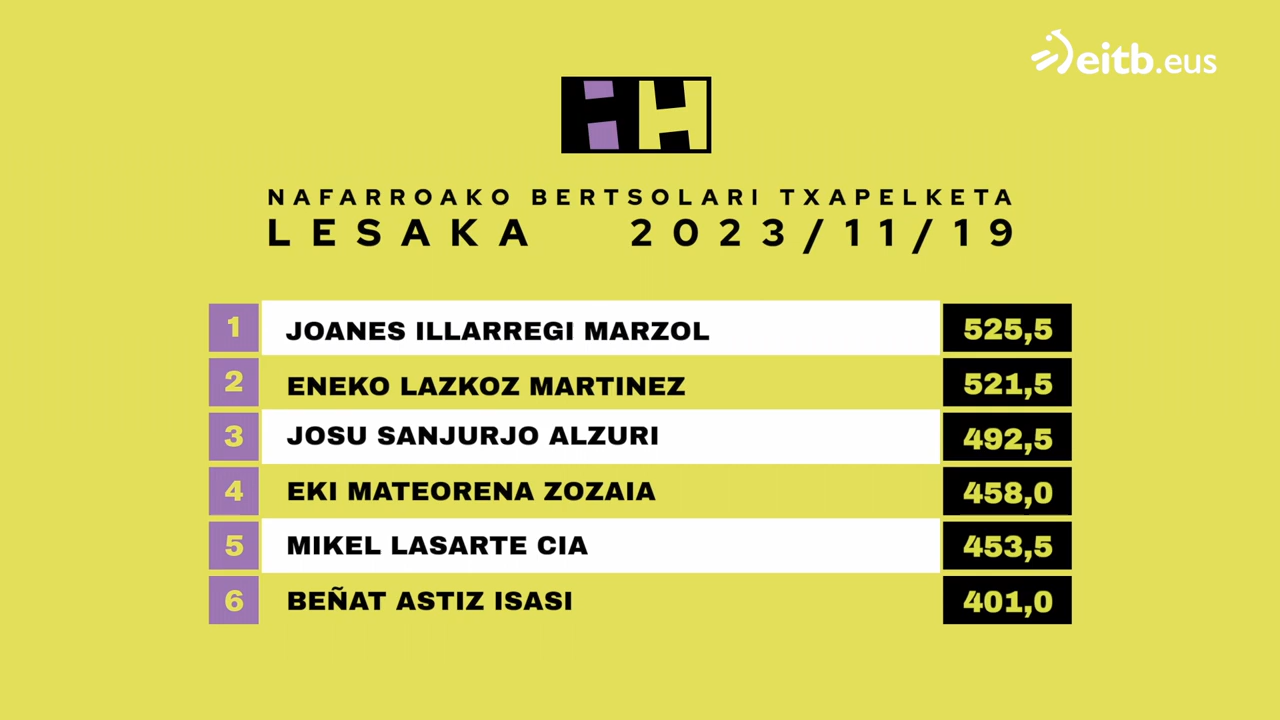 eitb.eus
NAFARROAKO BERTSOLARI TXAPELKETA
LESAKA 2023/11/19
1 JOANES ILLARREGI MARZOL 525,5
2 ENEKO LAZKOZ MARTINEZ 521,5
3 JOSU SANJURJO ALZURI 492,5
4 EKI MATEORENA ZOZAIA 458,0
5 MIKEL LASARTE CIA 453,5
6 BEÑAT ASTIZ ISASI 401,0